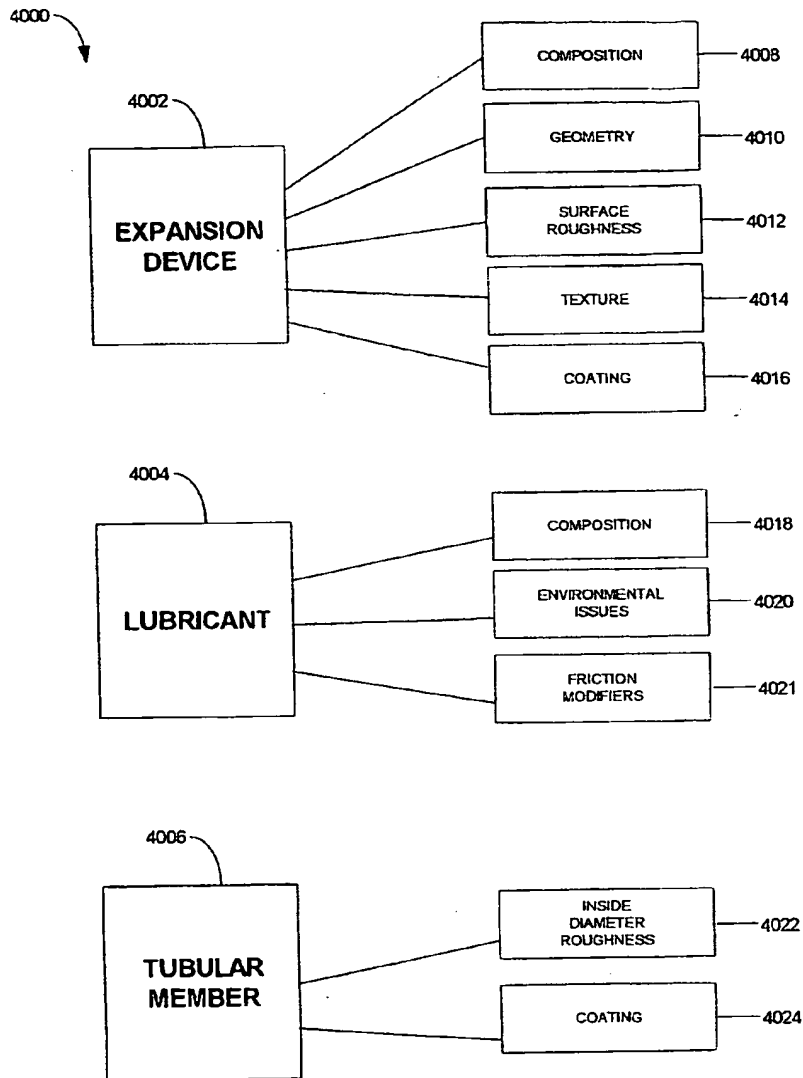 4000
4002
EXPANSION
DEVICE
COMPOSITION
4008
GEOMETRY
4010
SURFACE
ROUGHNESS
4012
TEXTURE
4014
COATING
4016
4004
LUBRICANT
COMPOSITION
4018
ENVIRONMENTAL
ISSUES
4020
FRICTION
MODIFIERS
4021
4006
TUBULAR
MEMBER
INSIDE
DIAMETER
ROUGHNESS
4022
COATING
4024